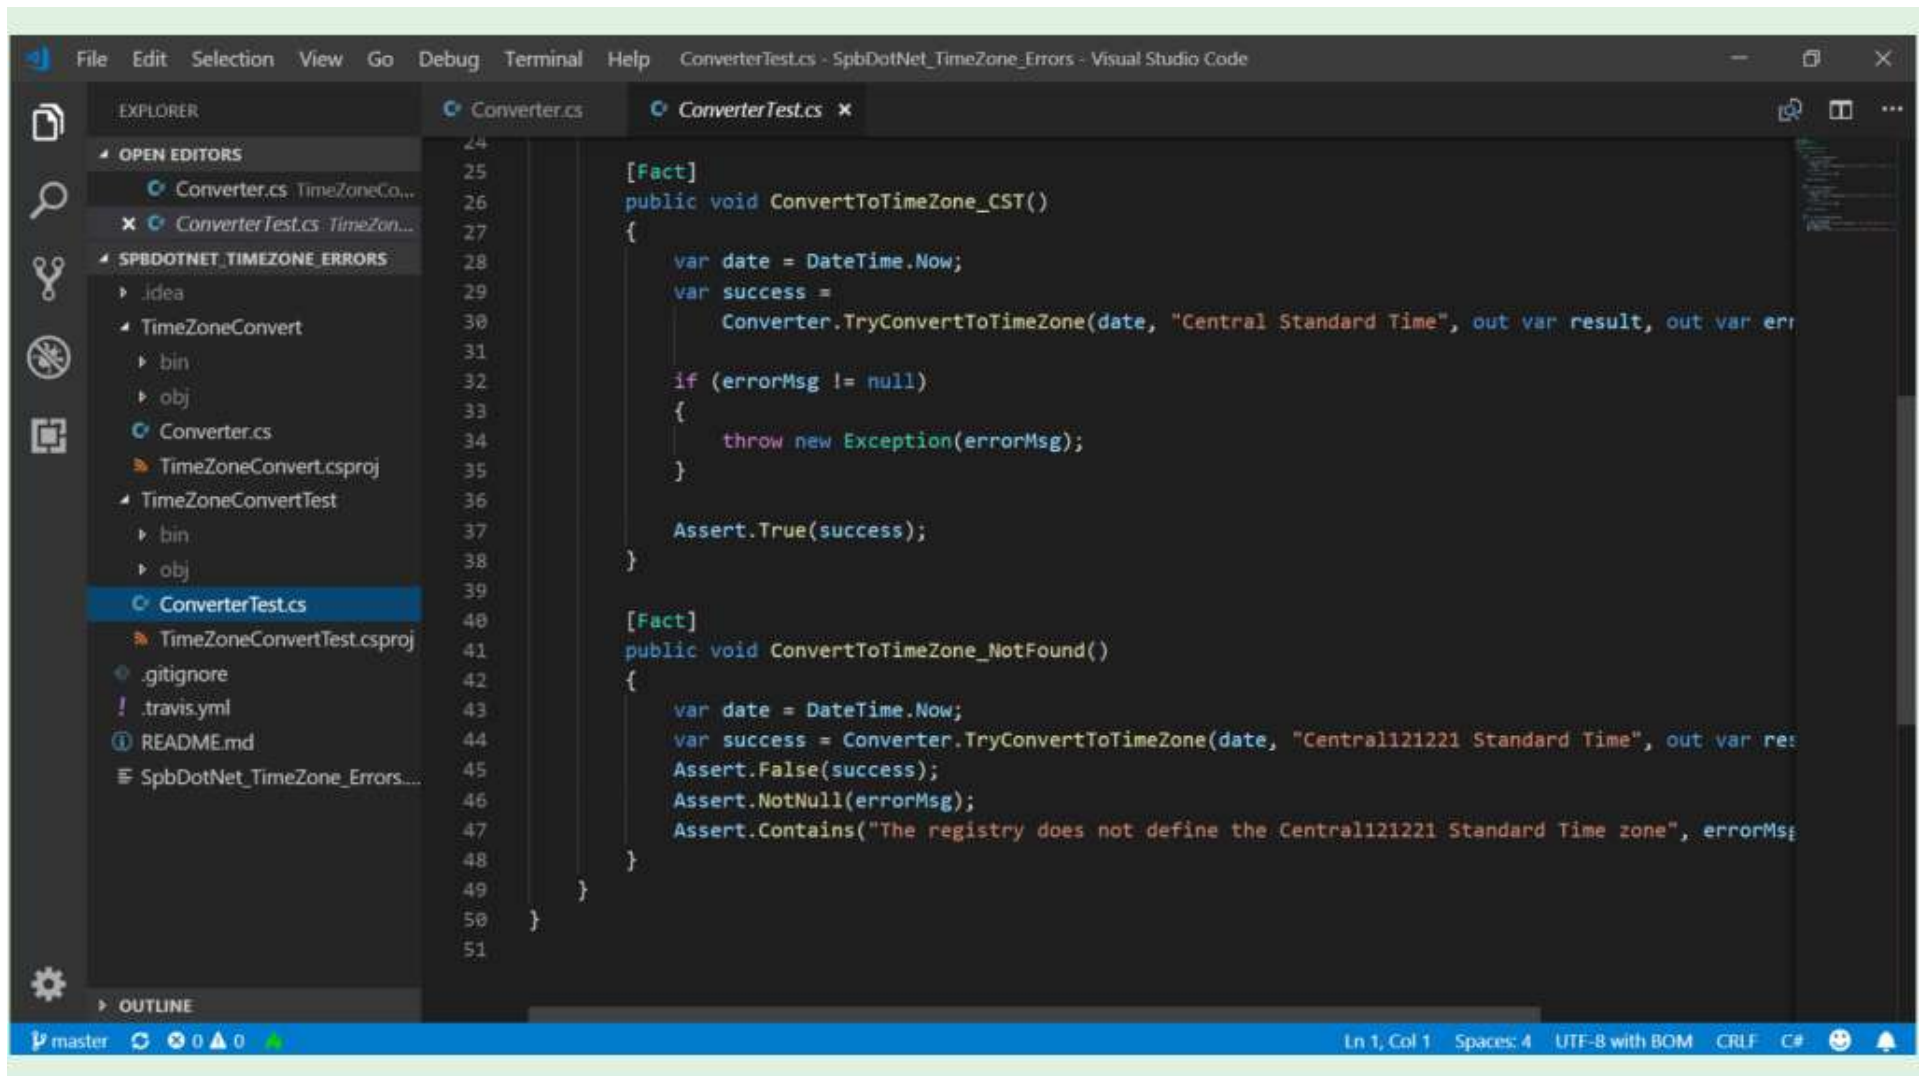 File Edit Selection View Go Debug Terminal Help ConverterTest.cs - SpbDotNet_TimeZone_Errors - Visual Studio Code
EXPLORER
OPEN EDITORS
Converter.cs TimeZoneCo...
ConverterTest.cs TimeZon...
SPBDOTNET_TIMEZONE_ERRORS
.idea
TimeZoneConvert
bin
obj
Converter.cs
TimeZoneConvert.csproj
TimeZoneConvertTest
bin
obj
ConverterTest.cs
TimeZoneConvertTest.csproj
.gitignore
.travis.yml
README.md
SpbDotNet_TimeZone_Errors....
OUTLINE
Converter.cs ConverterTest.cs
24
25 [Fact]
26 public void ConvertToTimeZone_CST()
27 {
28 var date = DateTime.Now;
29 var success =
30 Converter.TryConvertToTimeZone(date, "Central Standard Time", out var result, out var err
31
32 if (errorMsg != null)
33 {
34 throw new Exception(errorMsg);
35 }
36
37 Assert.True(success);
38 }
39
40 [Fact]
41 public void ConvertToTimeZone_NotFound()
42 {
43 var date = DateTime.Now;
44 var success = Converter.TryConvertToTimeZone(date, "Central121221 Standard Time", out var res
45 Assert.False(success);
46 Assert.NotNull(errorMsg);
47 Assert.Contains("The registry does not define the Central121221 Standard Time zone", errorMsg
48 }
49 }
50 }
51
master 0 0 Ln 1, Col 1 Spaces: 4 UTF-8 with BOM CRLF C#